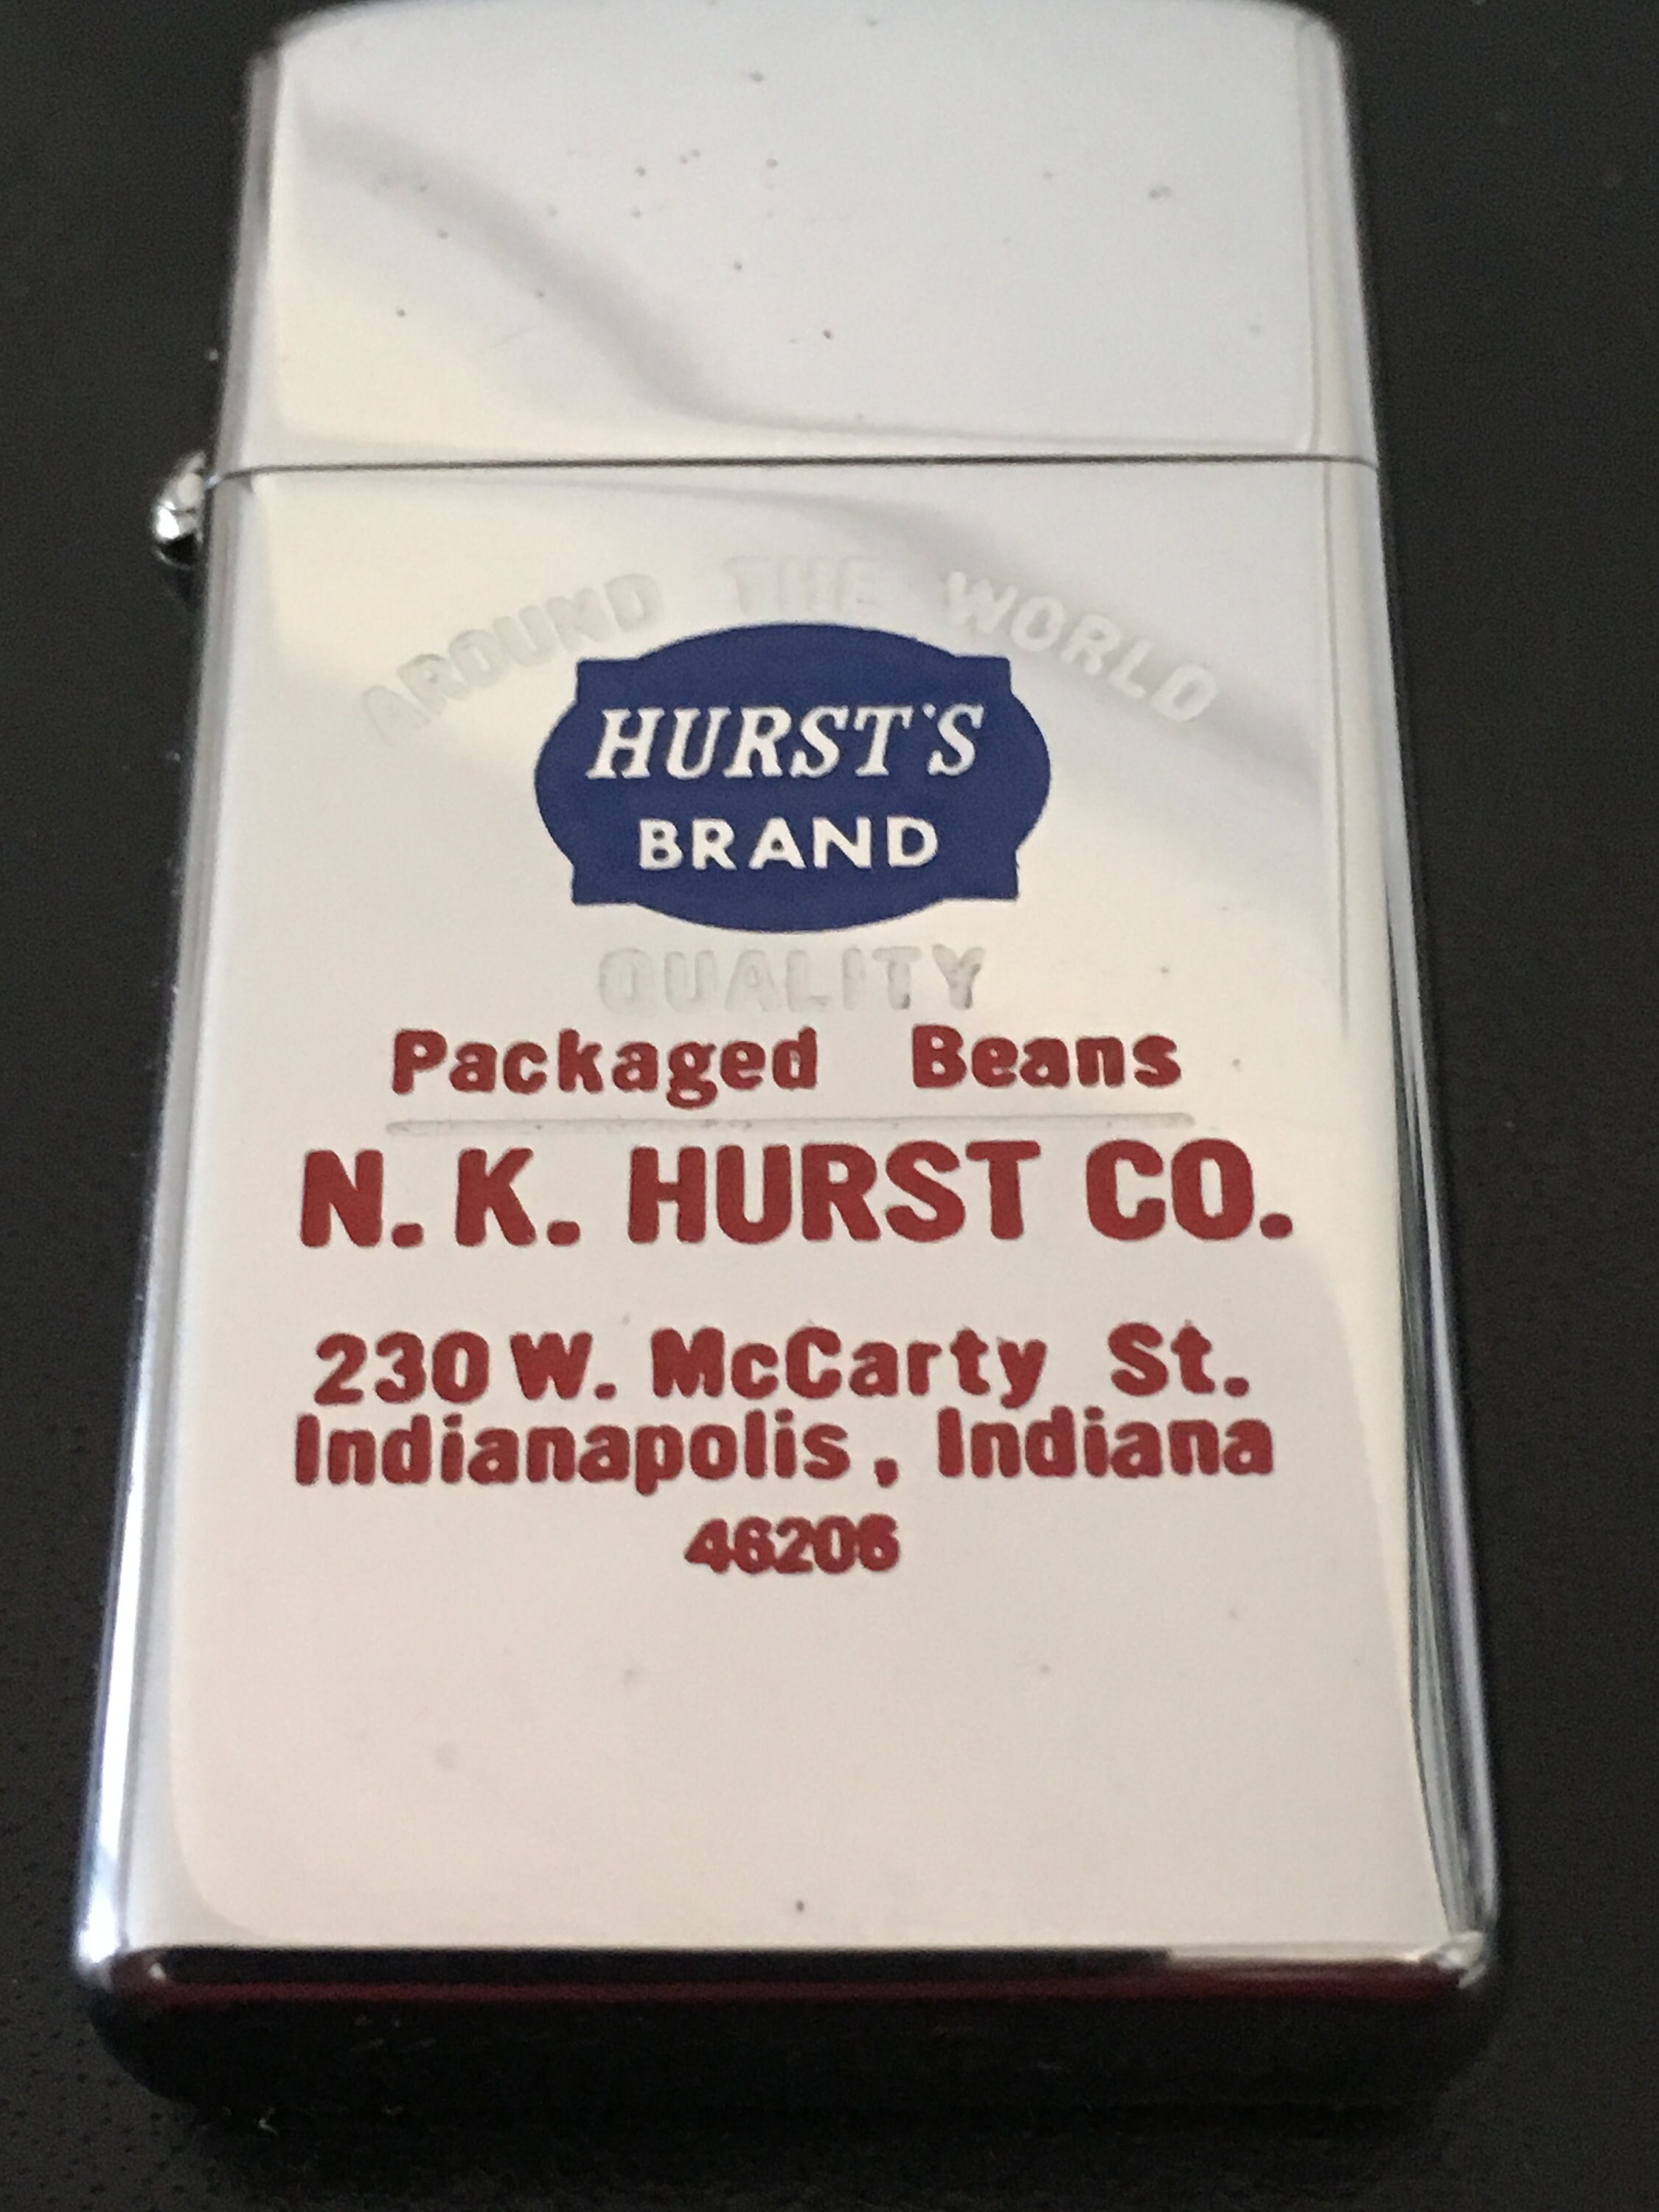 AROUND THE WORLD
HURST'S
BRAND
QUALITY
Packaged Beans
N. K. HURST CO.
230 W. McCarty St.
Indianapolis, Indiana
46206